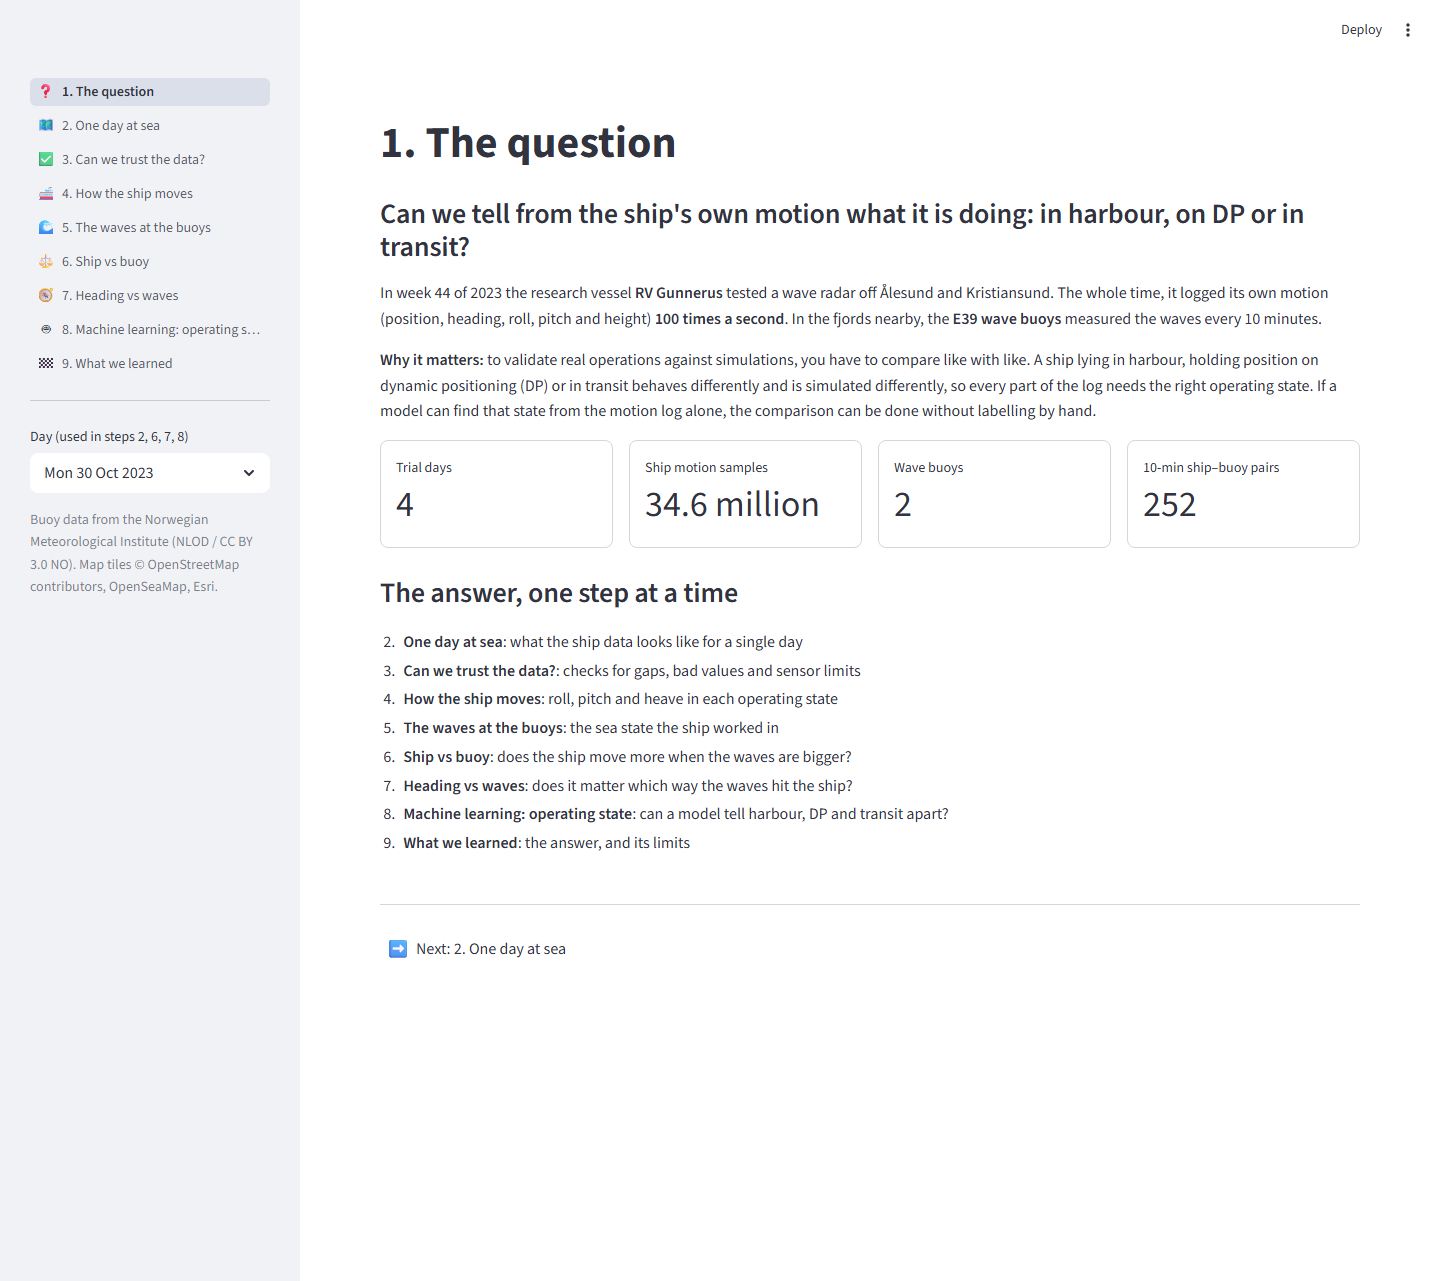 Deploy
1. The question
2. One day at sea
3. Can we trust the data?
4. How the ship moves
5. The waves at the buoys
6. Ship vs buoy
7. Heading vs waves
8. Machine learning: operating s...
9. What we learned
Day (used in steps 2, 6, 7, 8)
Mon 30 Oct 2023
Buoy data from the Norwegian
Meteorological Institute (NLOD / CC BY
3.0 NO). Map tiles © OpenStreetMap
contributors, OpenSeaMap, Esri.
1. The question
Can we tell from the ship's own motion what it is doing: in harbour, on DP or in
transit?
In week 44 of 2023 the research vessel RV Gunnerus tested a wave radar off Ålesund and Kristiansund. The whole time, it logged its own motion
(position, heading, roll, pitch and height) 100 times a second. In the fjords nearby, the E39 wave buoys measured the waves every 10 minutes.
Why it matters: to validate real operations against simulations, you have to compare like with like. A ship lying in harbour, holding position on
dynamic positioning (DP) or in transit behaves differently and is simulated differently, so every part of the log needs the right operating state. If a
model can find that state from the motion log alone, the comparison can be done without labelling by hand.
Trial days
4
Ship motion samples
34.6 million
Wave buoys
2
10-min ship–buoy pairs
252
The answer, one step at a time
2. One day at sea: what the ship data looks like for a single day
3. Can we trust the data?: checks for gaps, bad values and sensor limits
4. How the ship moves: roll, pitch and heave in each operating state
5. The waves at the buoys: the sea state the ship worked in
6. Ship vs buoy: does the ship move more when the waves are bigger?
7. Heading vs waves: does it matter which way the waves hit the ship?
8. Machine learning: operating state: can a model tell harbour, DP and transit apart?
9. What we learned: the answer, and its limits
Next: 2. One day at sea